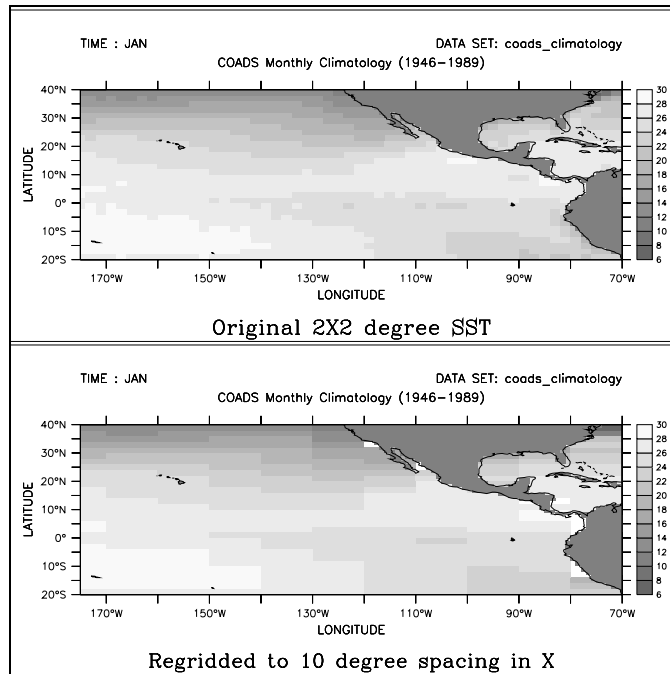 TIME : JAN DATA SET: coads_climatology
COADS Monthly Climatology (1946−1989)
40°N
30°N
20°N
10°N
0°
10°S
20°S
LATITUDE
170°W 150°W 130°W 110°W 90°W 70°W
LONGITUDE
30
28
26
24
22
20
18
16
14
12
10
8
6
Original 2X2 degree SST
TIME : JAN DATA SET: coads_climatology
COADS Monthly Climatology (1946−1989)
40°N
30°N
20°N
10°N
0°
10°S
20°S
LATITUDE
170°W 150°W 130°W 110°W 90°W 70°W
LONGITUDE
30
28
26
24
22
20
18
16
14
12
10
8
6
Regridded to 10 degree spacing in X